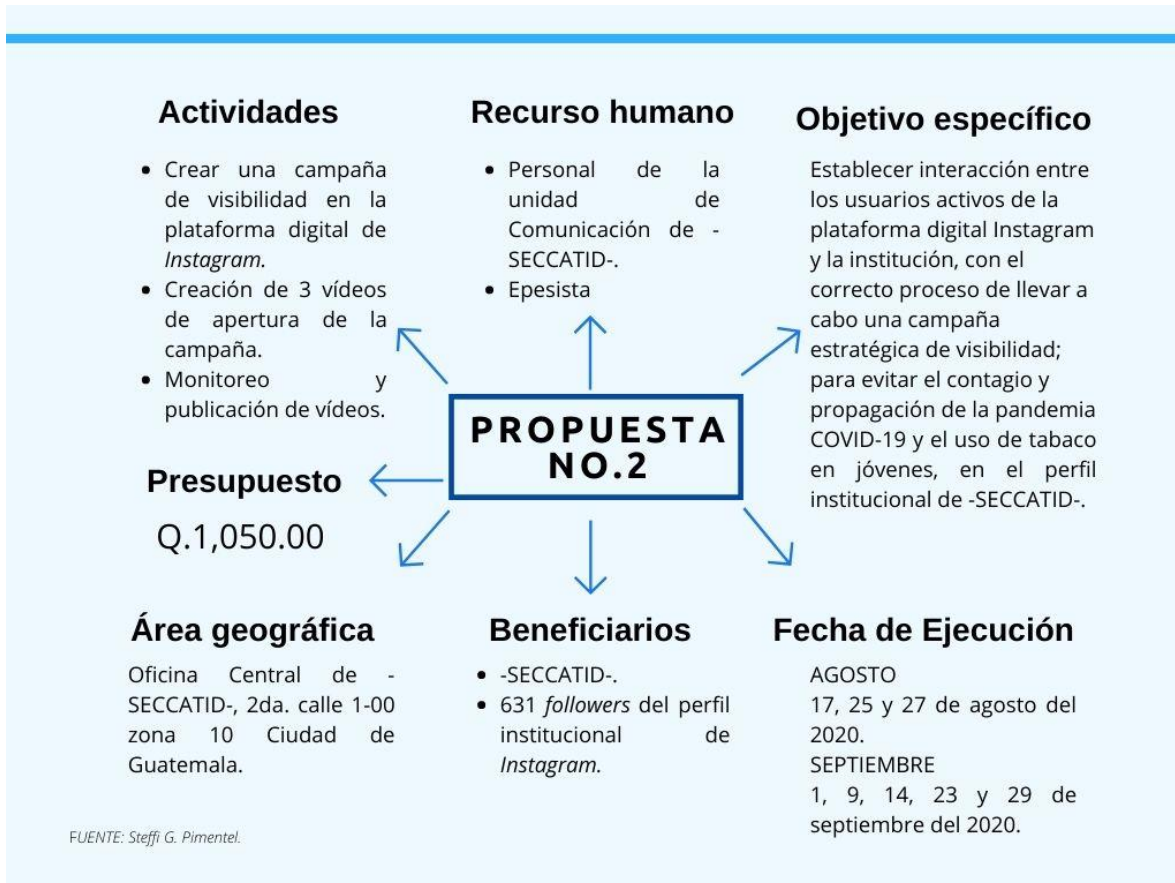 Actividades
• Crear una campaña
de visibilidad en la
plataforma digital de
Instagram.
• Creación de 3 vídeos
de apertura de la
campaña.
• Monitoreo y
publicación de vídeos.
Recurso humano
• Personal de la
unidad de
Comunicación de -
SECCATID-.
• Epesista
Objetivo específico
Establecer interacción entre
los usuarios activos de la
plataforma digital Instagram
y la institución, con el
correcto proceso de llevar a
cabo una campaña
estratégica de visibilidad;
para evitar el contagio y
propagación de la pandemia
COVID-19 y el uso de tabaco
en jóvenes, en el perfil
institucional de -SECCATID-.
PROPUESTA
NO.2
Presupuesto
Q.1,050.00
Área geográfica
Oficina Central de -
SECCATID-, 2da. calle 1-00
zona 10 Ciudad de
Guatemala.
Beneficiarios
• -SECCATID-.
• 631 followers del perfil
institucional de
Instagram.
Fecha de Ejecución
AGOSTO
17, 25 y 27 de agosto del
2020.
SEPTIEMBRE
1, 9, 14, 23 y 29 de
septiembre del 2020.
FUENTE: Steffi G. Pimentel.